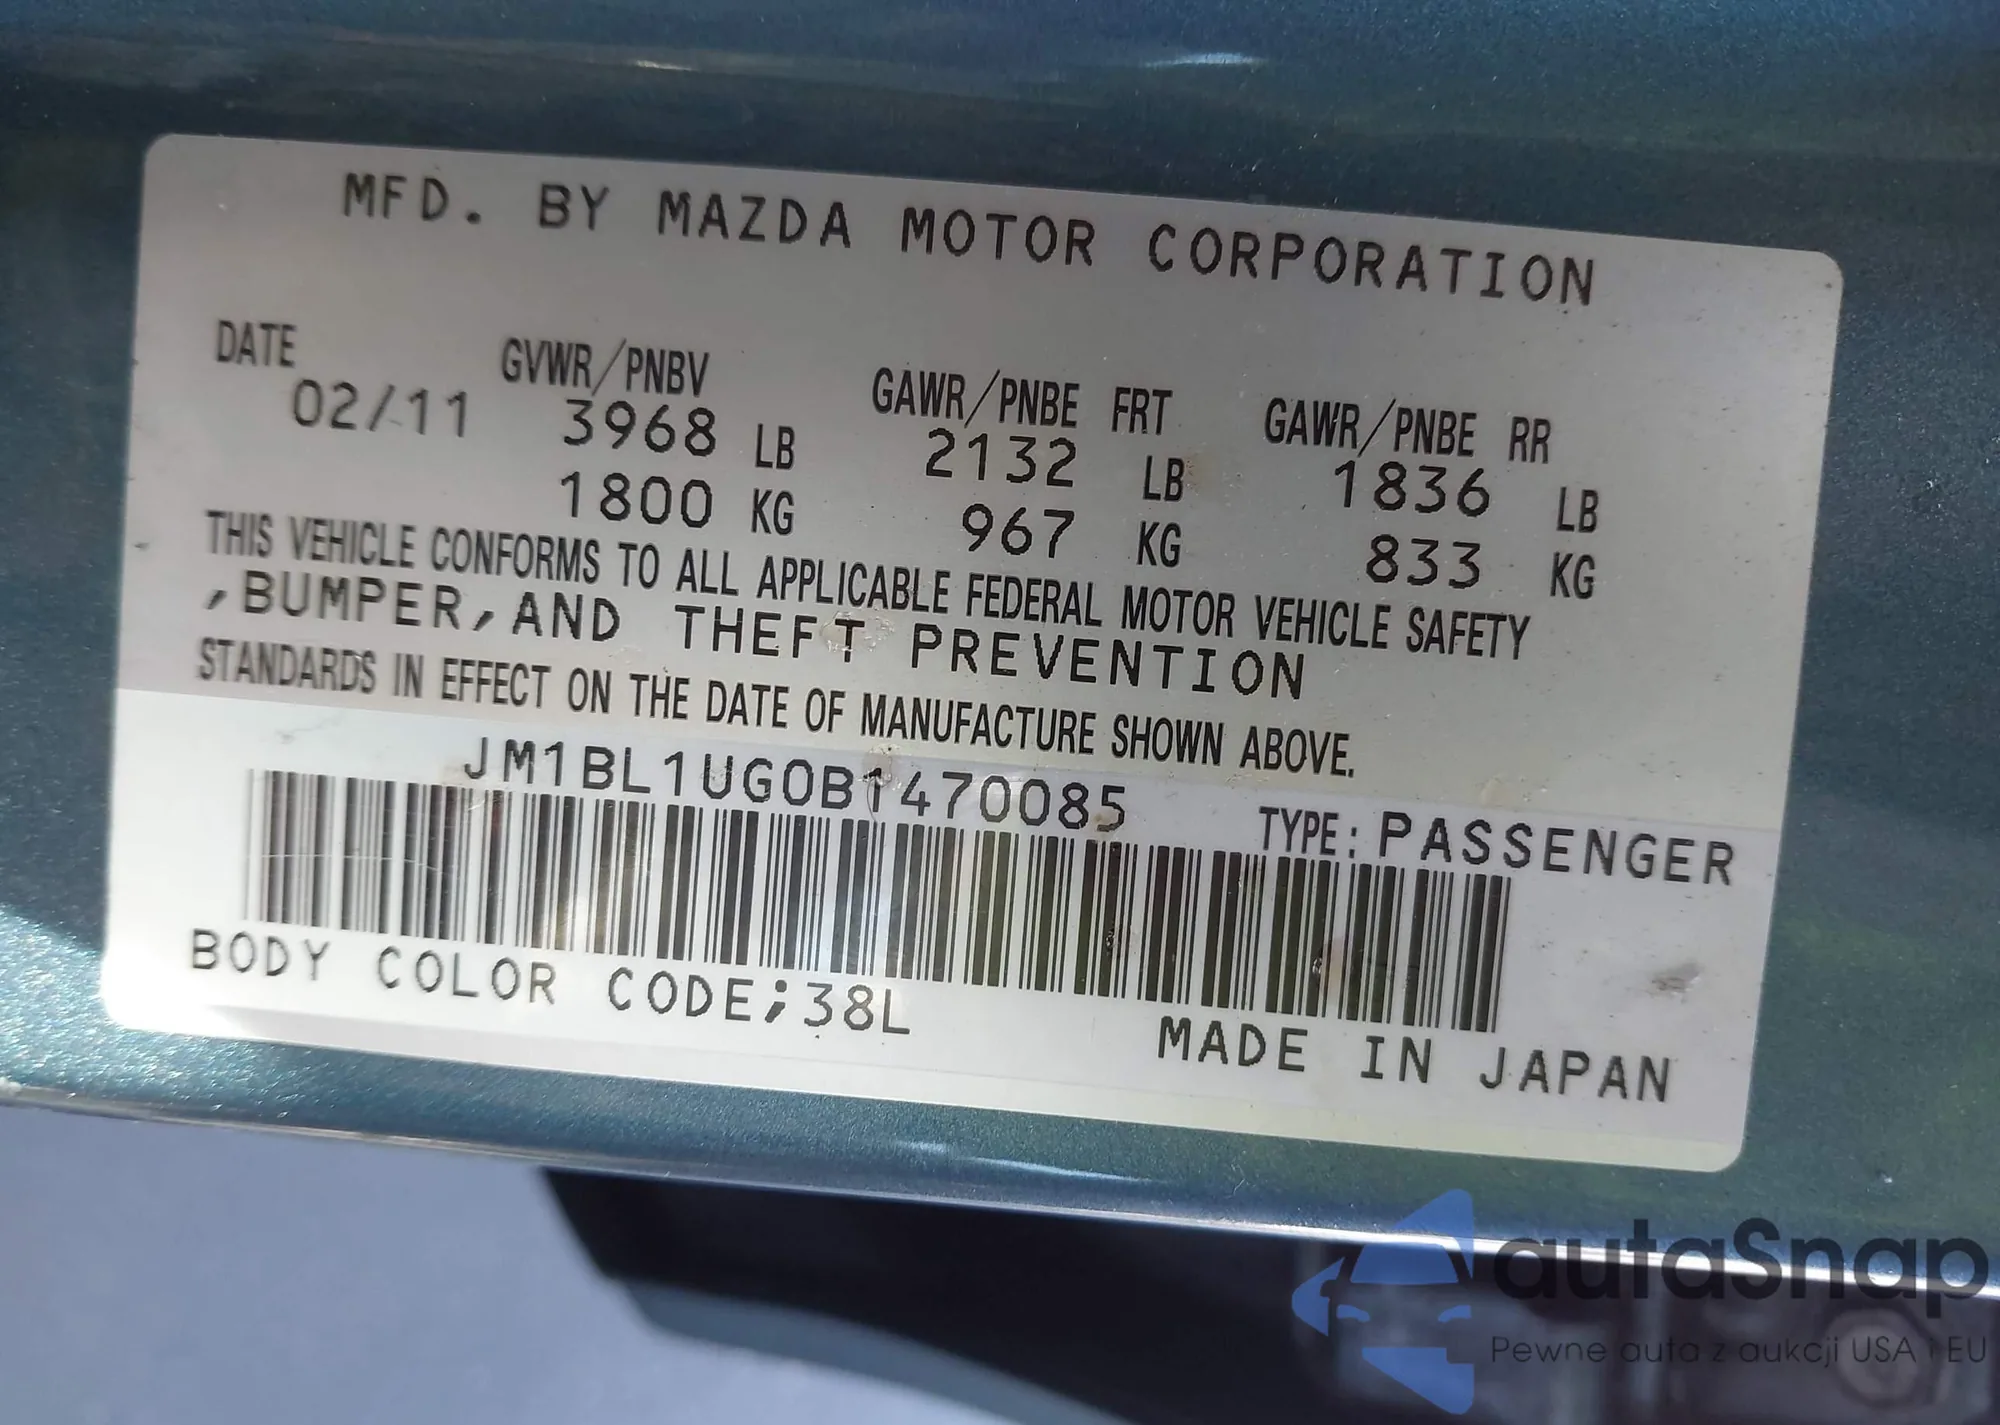 MFD. BY MAZDA MOTOR CORPORATION
DATE GVWR/PNBV GAWR/PNBE FRT GAWR/PNBE RR
02/11 3968 LB 2132 LB 1836 LB
1800 KG 967 KG 833 KG
THIS VEHICLE CONFORMS TO ALL APPLICABLE FEDERAL MOTOR VEHICLE SAFETY
,BUMPER,AND THEFT PREVENTION
STANDARDS IN EFFECT ON THE DATE OF MANUFACTURE SHOWN ABOVE.
JM1BL1UG0B1470085 TYPE: PASSENGER
BODY COLOR CODE;38L
MADE IN JAPAN
autaSnap
Pewne auta z aukcji USA i EU